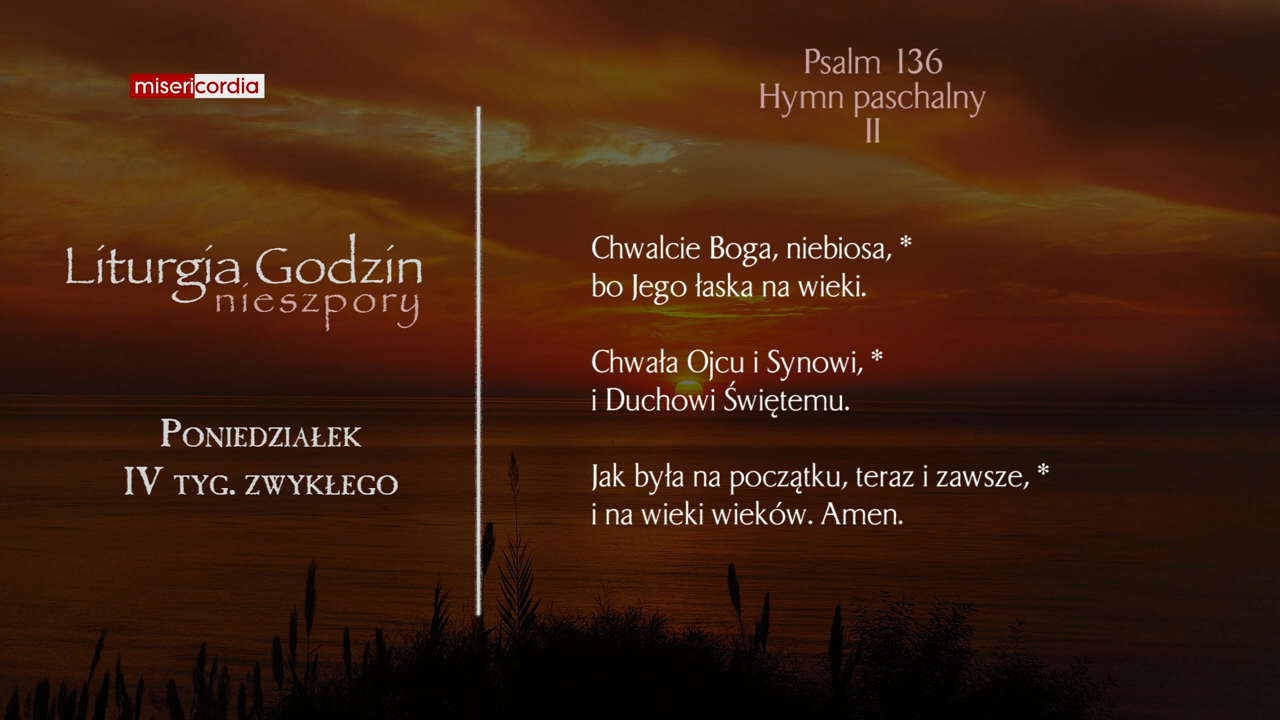 misericordia
Liturgia Godzin
nieszpory
Poniedziałek
IV tyg. zwykłego
Psalm 136
Hymn paschalny
II
Chwalcie Boga, niebiosa, *
bo Jego łaska na wieki.
Chwała Ojcu i Synowi, *
i Duchowi Świętemu.
Jak była na początku, teraz i zawsze, *
i na wieki wieków. Amen.